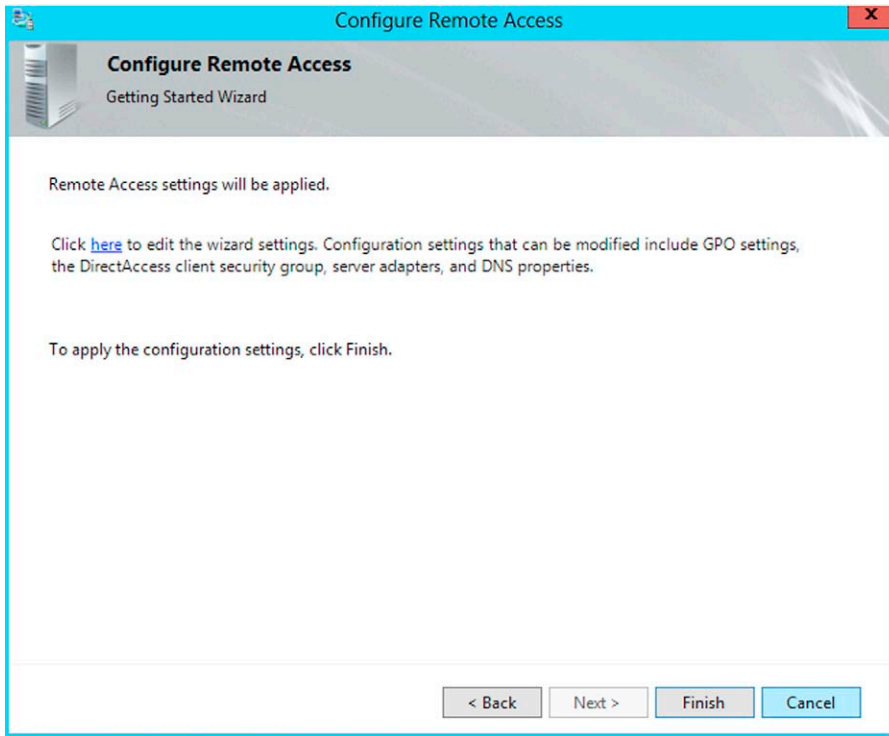 Configure Remote Access
x
Configure Remote Access
Getting Started Wizard
Remote Access settings will be applied.
Click here to edit the wizard settings. Configuration settings that can be modified include GPO settings,
the DirectAccess client security group, server adapters, and DNS properties.
To apply the configuration settings, click Finish.
< Back Next > Finish Cancel